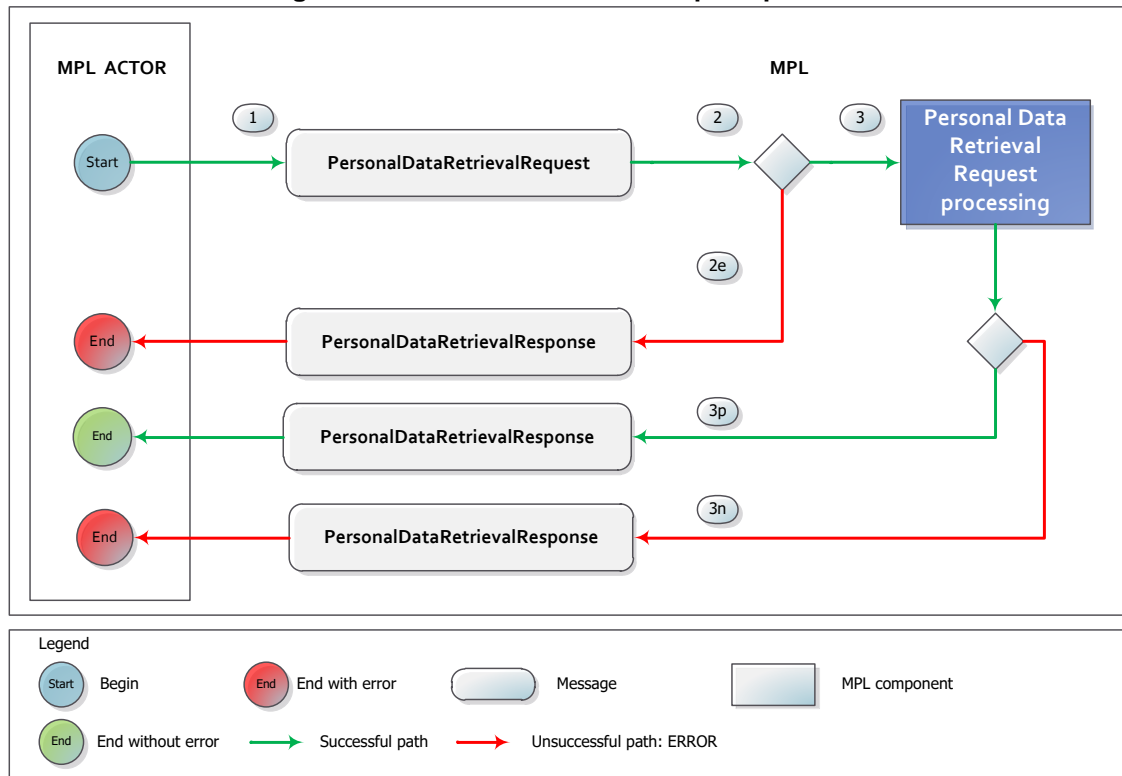 MPL ACTOR
MPL
1
2
3
Start
PersonalDataRetrievalRequest
Personal Data
Retrieval
Request
processing
2e
End
PersonalDataRetrievalResponse
3p
End
PersonalDataRetrievalResponse
3n
End
PersonalDataRetrievalResponse
Legend
Start
Begin
End
End with error
Message
MPL component
End
End without error
Successful path
Unsuccessful path: ERROR